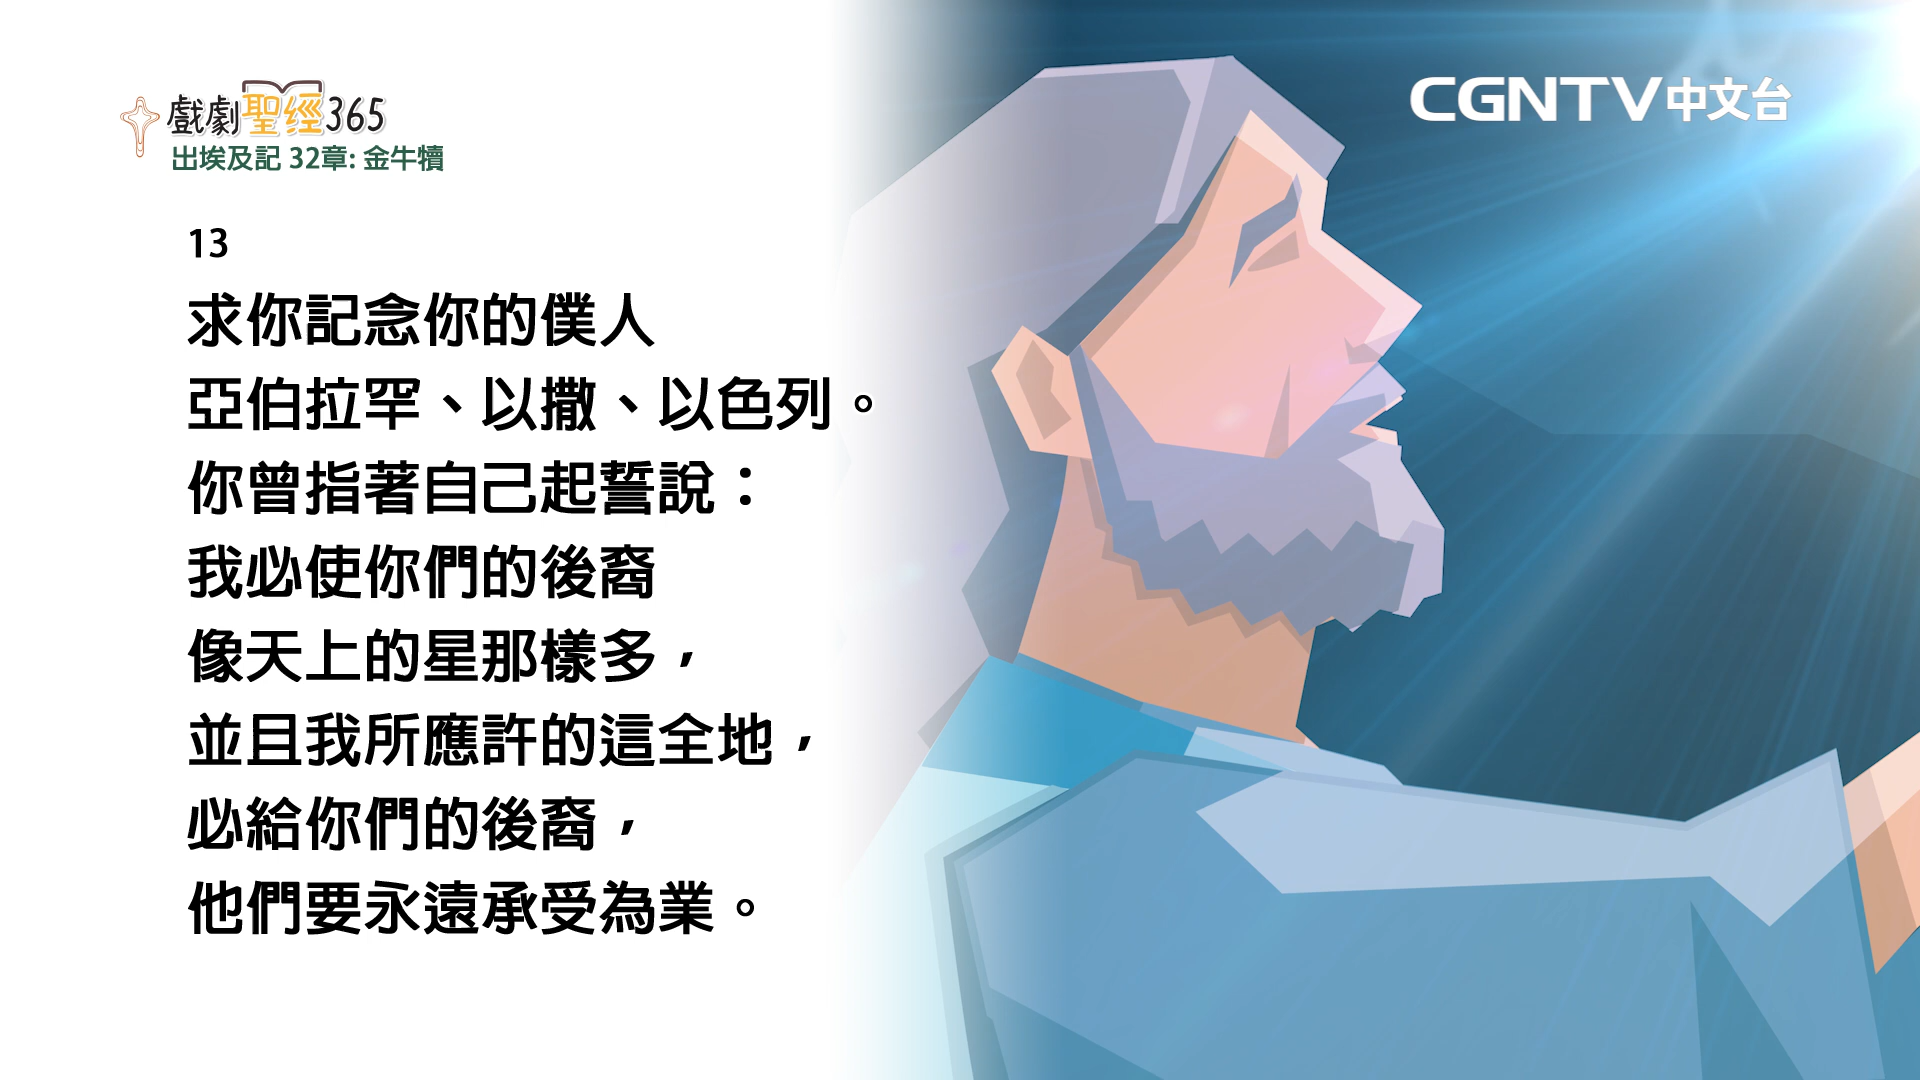 戲劇聖經365
出埃及記 32章: 金牛犢
CGNTV中文台
13
求你記念你的僕人
亞伯拉罕、以撒、以色列。
你曾指著自己起誓說：
我必使你們的後裔
像天上的星那樣多，
並且我所應許的這全地，
必給你們的後裔，
他們要永遠承受為業。